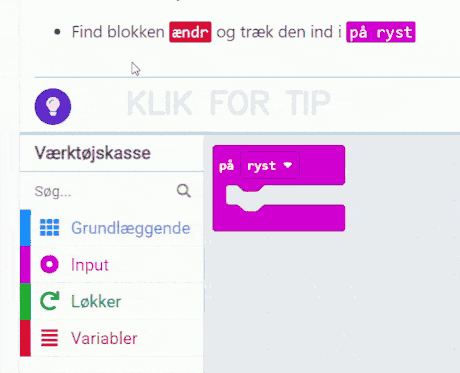 Find blokken ændr og træk den ind i på ryst
KLIK FOR TIP
Værktøjskasse
Søg...
Grundlæggende
Input
Løkker
Variabler
på ryst